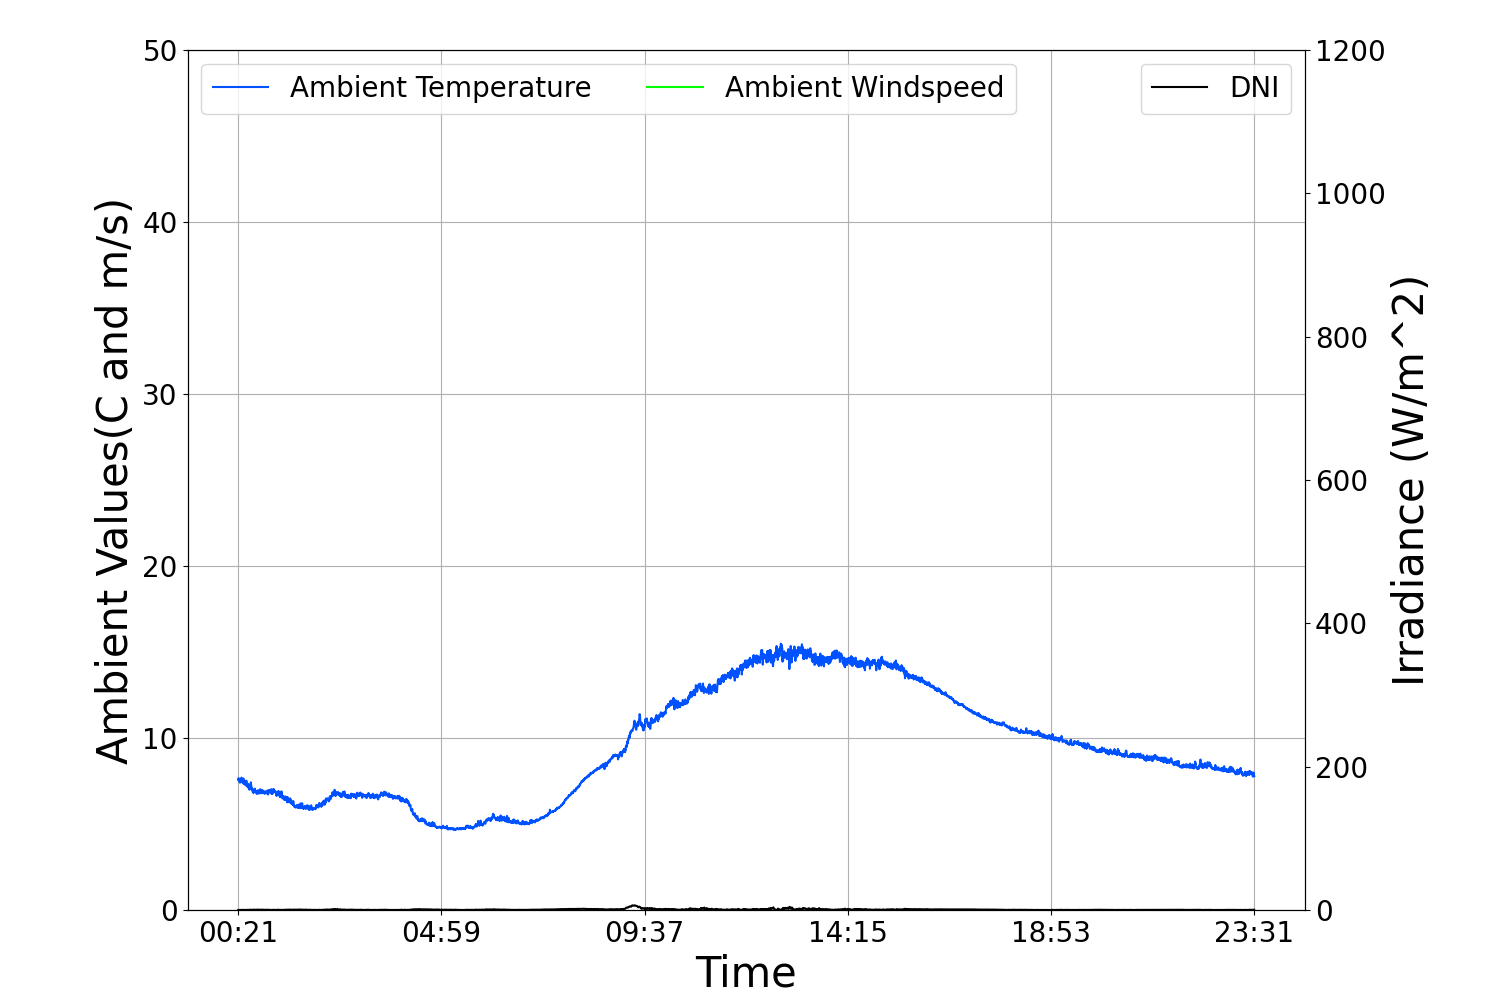 Ambient Temperature Ambient Windspeed DNI
Ambient Values(C and m/s)
50
40
30
20
10
0
1200
1000
800
600
400
200
0
Irradiance (W/m^2)
00:21 04:59 09:37 14:15 18:53 23:31
Time